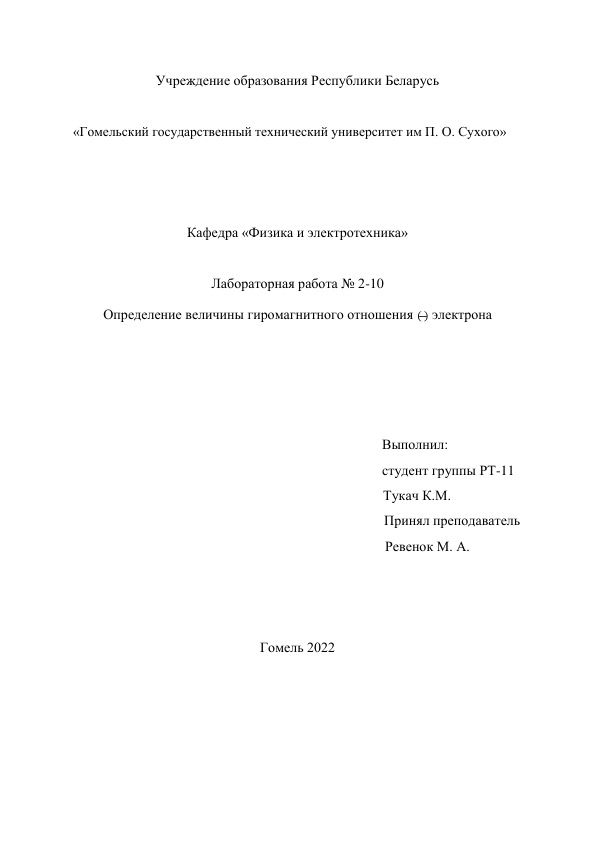 Учреждение образования Республики Беларусь
«Гомельский государственный технический университет им П. О. Сухого»
Кафедра «Физика и электротехника»
Лабораторная работа № 2-10
Определение величины гиромагнитного отношения (-) электрона
Выполнил:
студент группы РТ-11
Тукач К.М.
Принял преподаватель
Ревенок М. А.
Гомель 2022